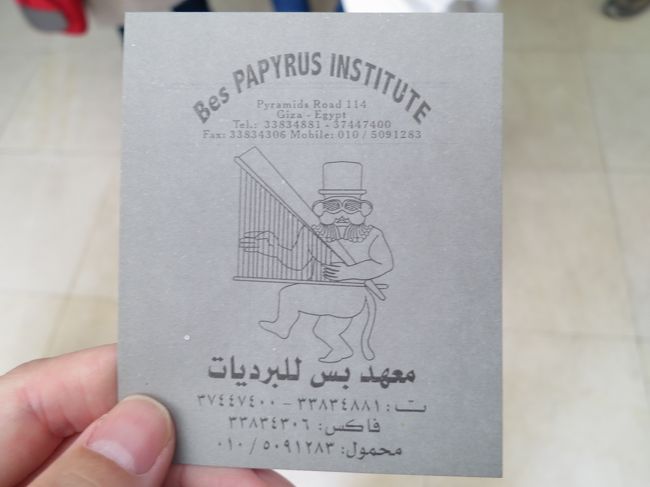 Bes PAPYRUS INSTITUTE
Pyramids Road 114
Giza - Egypt
Tel.: 33834881 - 37447400
Fax: 33834306 Mobile: 010 / 5091283
معهد بس للبرديات
ت: ٣٣٨٣٤٨٨١ - ٣٧٤٤٧٤٠٠
فاكس: ٣٣٨٣٤٣٠٦
محمول: ٠١٠ / ٥٠٩١٢٨٣